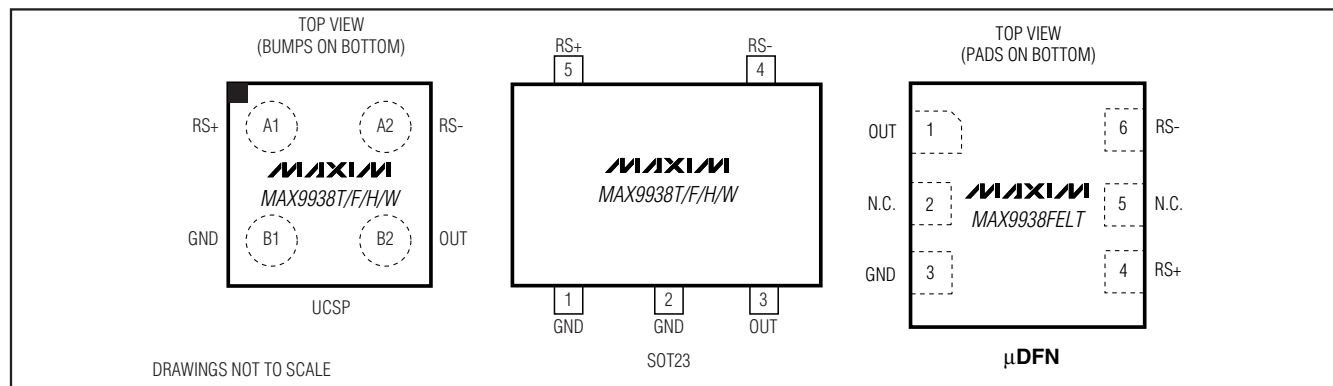 TOP VIEW
(BUMPS ON BOTTOM)
RS+
A1
A2
RS-
MAXIM
MAX9938T/F/H/W
GND
B1
B2
OUT
UCSP
DRAWINGS NOT TO SCALE
RS+
RS-
5
4
MAXIM
MAX9938T/F/H/W
1
2
3
GND
GND
OUT
SOT23
TOP VIEW
(PADS ON BOTTOM)
OUT
1
6
RS-
N.C.
2
MAXIM
5
N.C.
MAX9938FELT
GND
3
4
RS+
μDFN